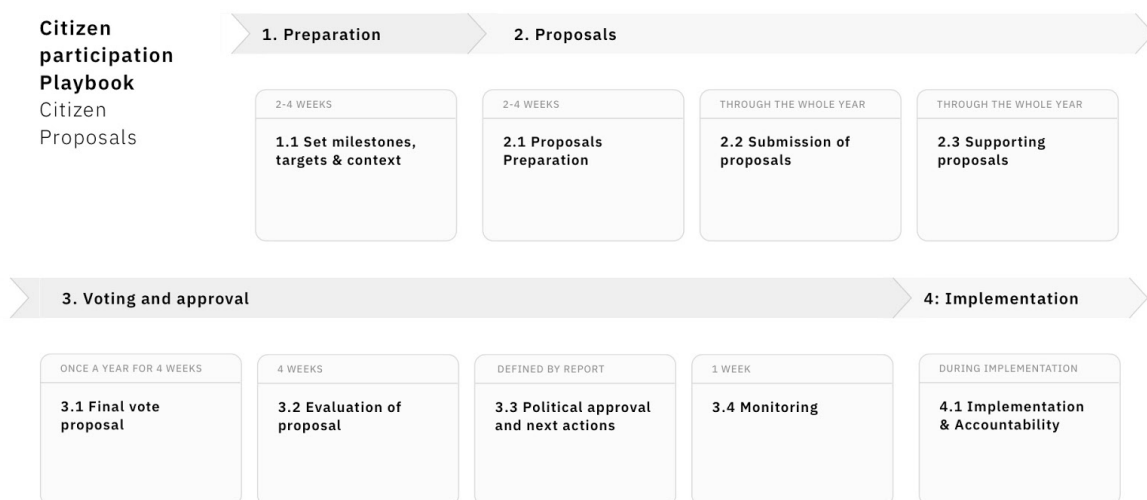 Citizen
participation
Playbook
Citizen
Proposals
1. Preparation
2. Proposals
2-4 WEEKS
1.1 Set milestones,
targets & context
2-4 WEEKS
2.1 Proposals
Preparation
THROUGH THE WHOLE YEAR
2.2 Submission of
proposals
THROUGH THE WHOLE YEAR
2.3 Supporting
proposals
3. Voting and approval
4: Implementation
ONCE A YEAR FOR 4 WEEKS
3.1 Final vote
proposal
4 WEEKS
3.2 Evaluation of
proposal
DEFINED BY REPORT
3.3 Political approval
and next actions
1 WEEK
3.4 Monitoring
DURING IMPLEMENTATION
4.1 Implementation
& Accountability